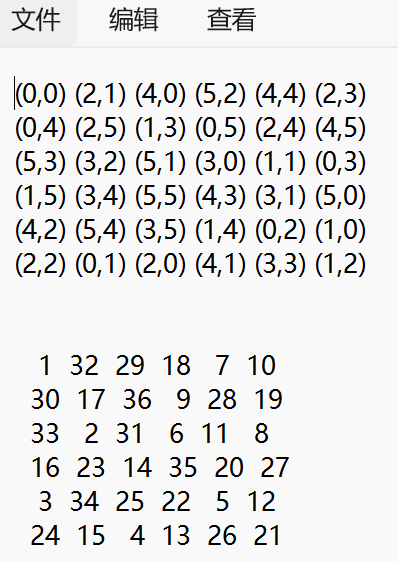 文件 编辑 查看
(0,0) (2,1) (4,0) (5,2) (4,4) (2,3)
(0,4) (2,5) (1,3) (0,5) (2,4) (4,5)
(5,3) (3,2) (5,1) (3,0) (1,1) (0,3)
(1,5) (3,4) (5,5) (4,3) (3,1) (5,0)
(4,2) (5,4) (3,5) (1,4) (0,2) (1,0)
(2,2) (0,1) (2,0) (4,1) (3,3) (1,2)
1 32 29 18 7 10
30 17 36 9 28 19
33 2 31 6 11 8
16 23 14 35 20 27
3 34 25 22 5 12
24 15 4 13 26 21